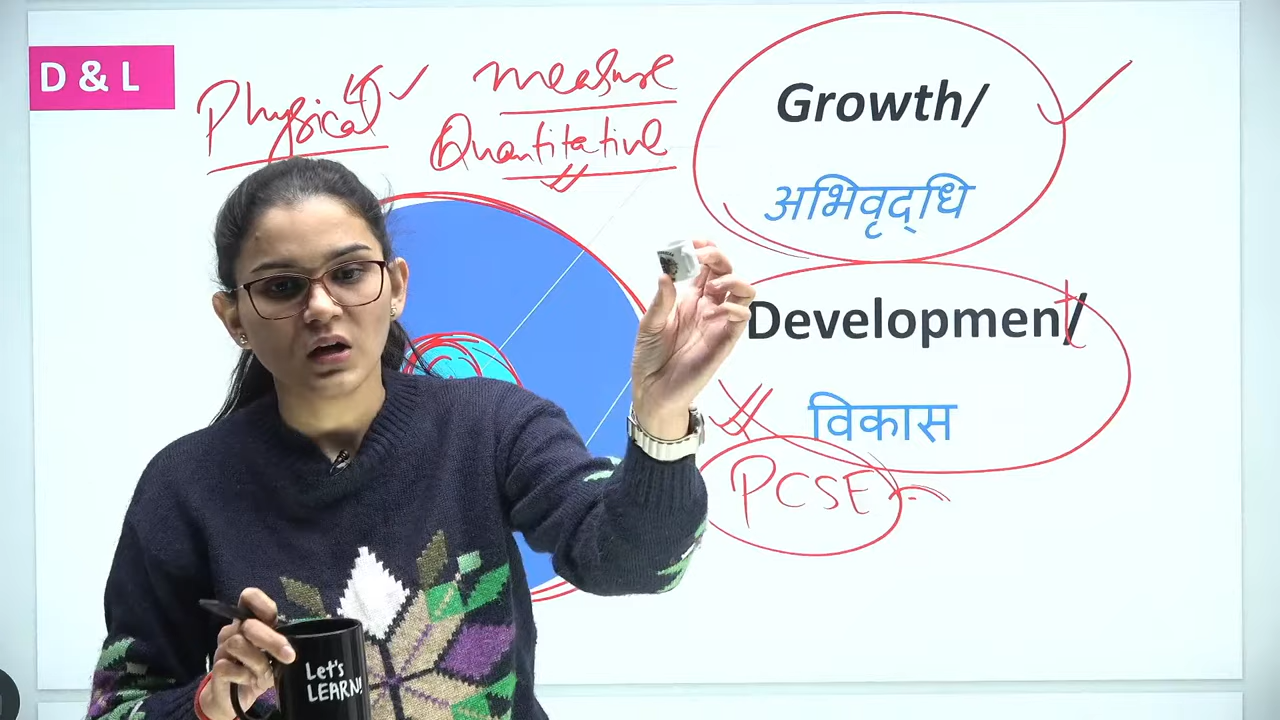 D & L
Physical
measure
Quantitative
Growth/
अभिवृद्धि
Development/
विकास
PCSE
Let's
LEARN!